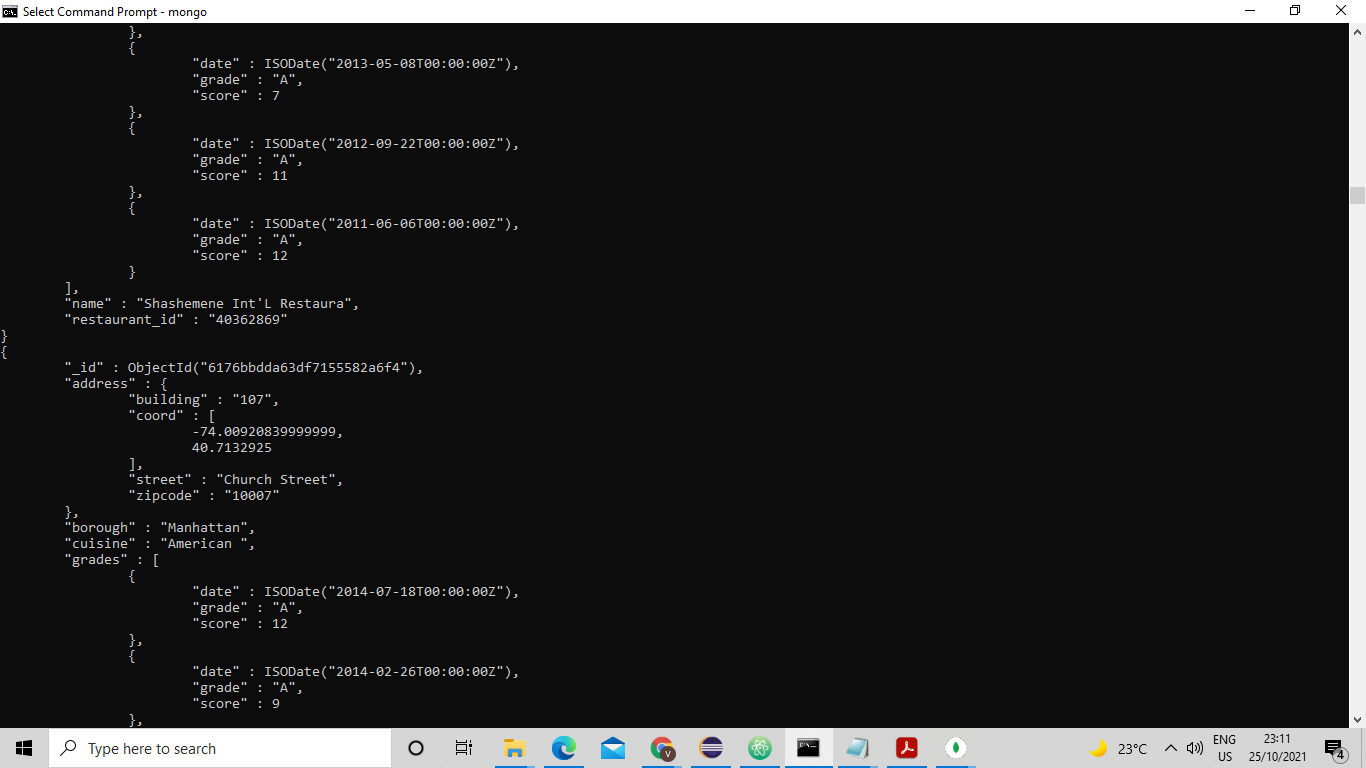 Select Command Prompt - mongo
},
{
"date" : ISODate("2013-05-08T00:00:00Z"),
"grade" : "A",
"score" : 7
},
{
"date" : ISODate("2012-09-22T00:00:00Z"),
"grade" : "A",
"score" : 11
},
{
"date" : ISODate("2011-06-06T00:00:00Z"),
"grade" : "A",
"score" : 12
}
],
"name" : "Shashemene Int'L Restaura",
"restaurant_id" : "40362869"
}
{
"_id" : ObjectId("6176bbdda63df7155582a6f4"),
"address" : {
"building" : "107",
"coord" : [
-74.00920839999999,
40.7132925
],
"street" : "Church Street",
"zipcode" : "10007"
},
"borough" : "Manhattan",
"cuisine" : "American ",
"grades" : [
{
"date" : ISODate("2014-07-18T00:00:00Z"),
"grade" : "A",
"score" : 12
},
{
"date" : ISODate("2014-02-26T00:00:00Z"),
"grade" : "A",
"score" : 9
},
Type here to search
V
23°C
ENG
US
23:11
25/10/2021
4